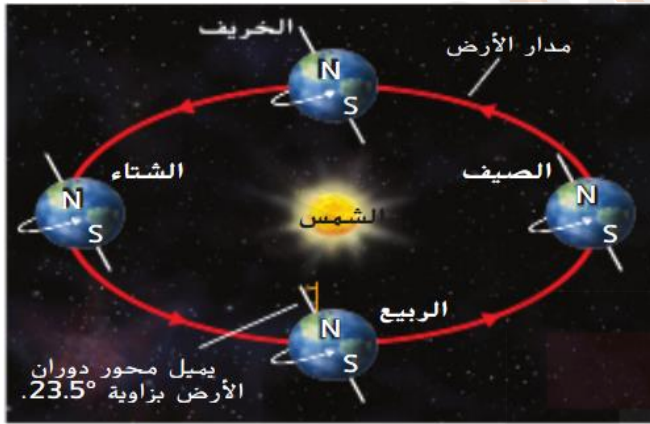 الخريف
مدار الأرض
N
S
الشتاء
الصيف
N
S
N
S
الشمس
الربيع
N
S
يميل محور دوران
الأرض بزاوية 23.5°.